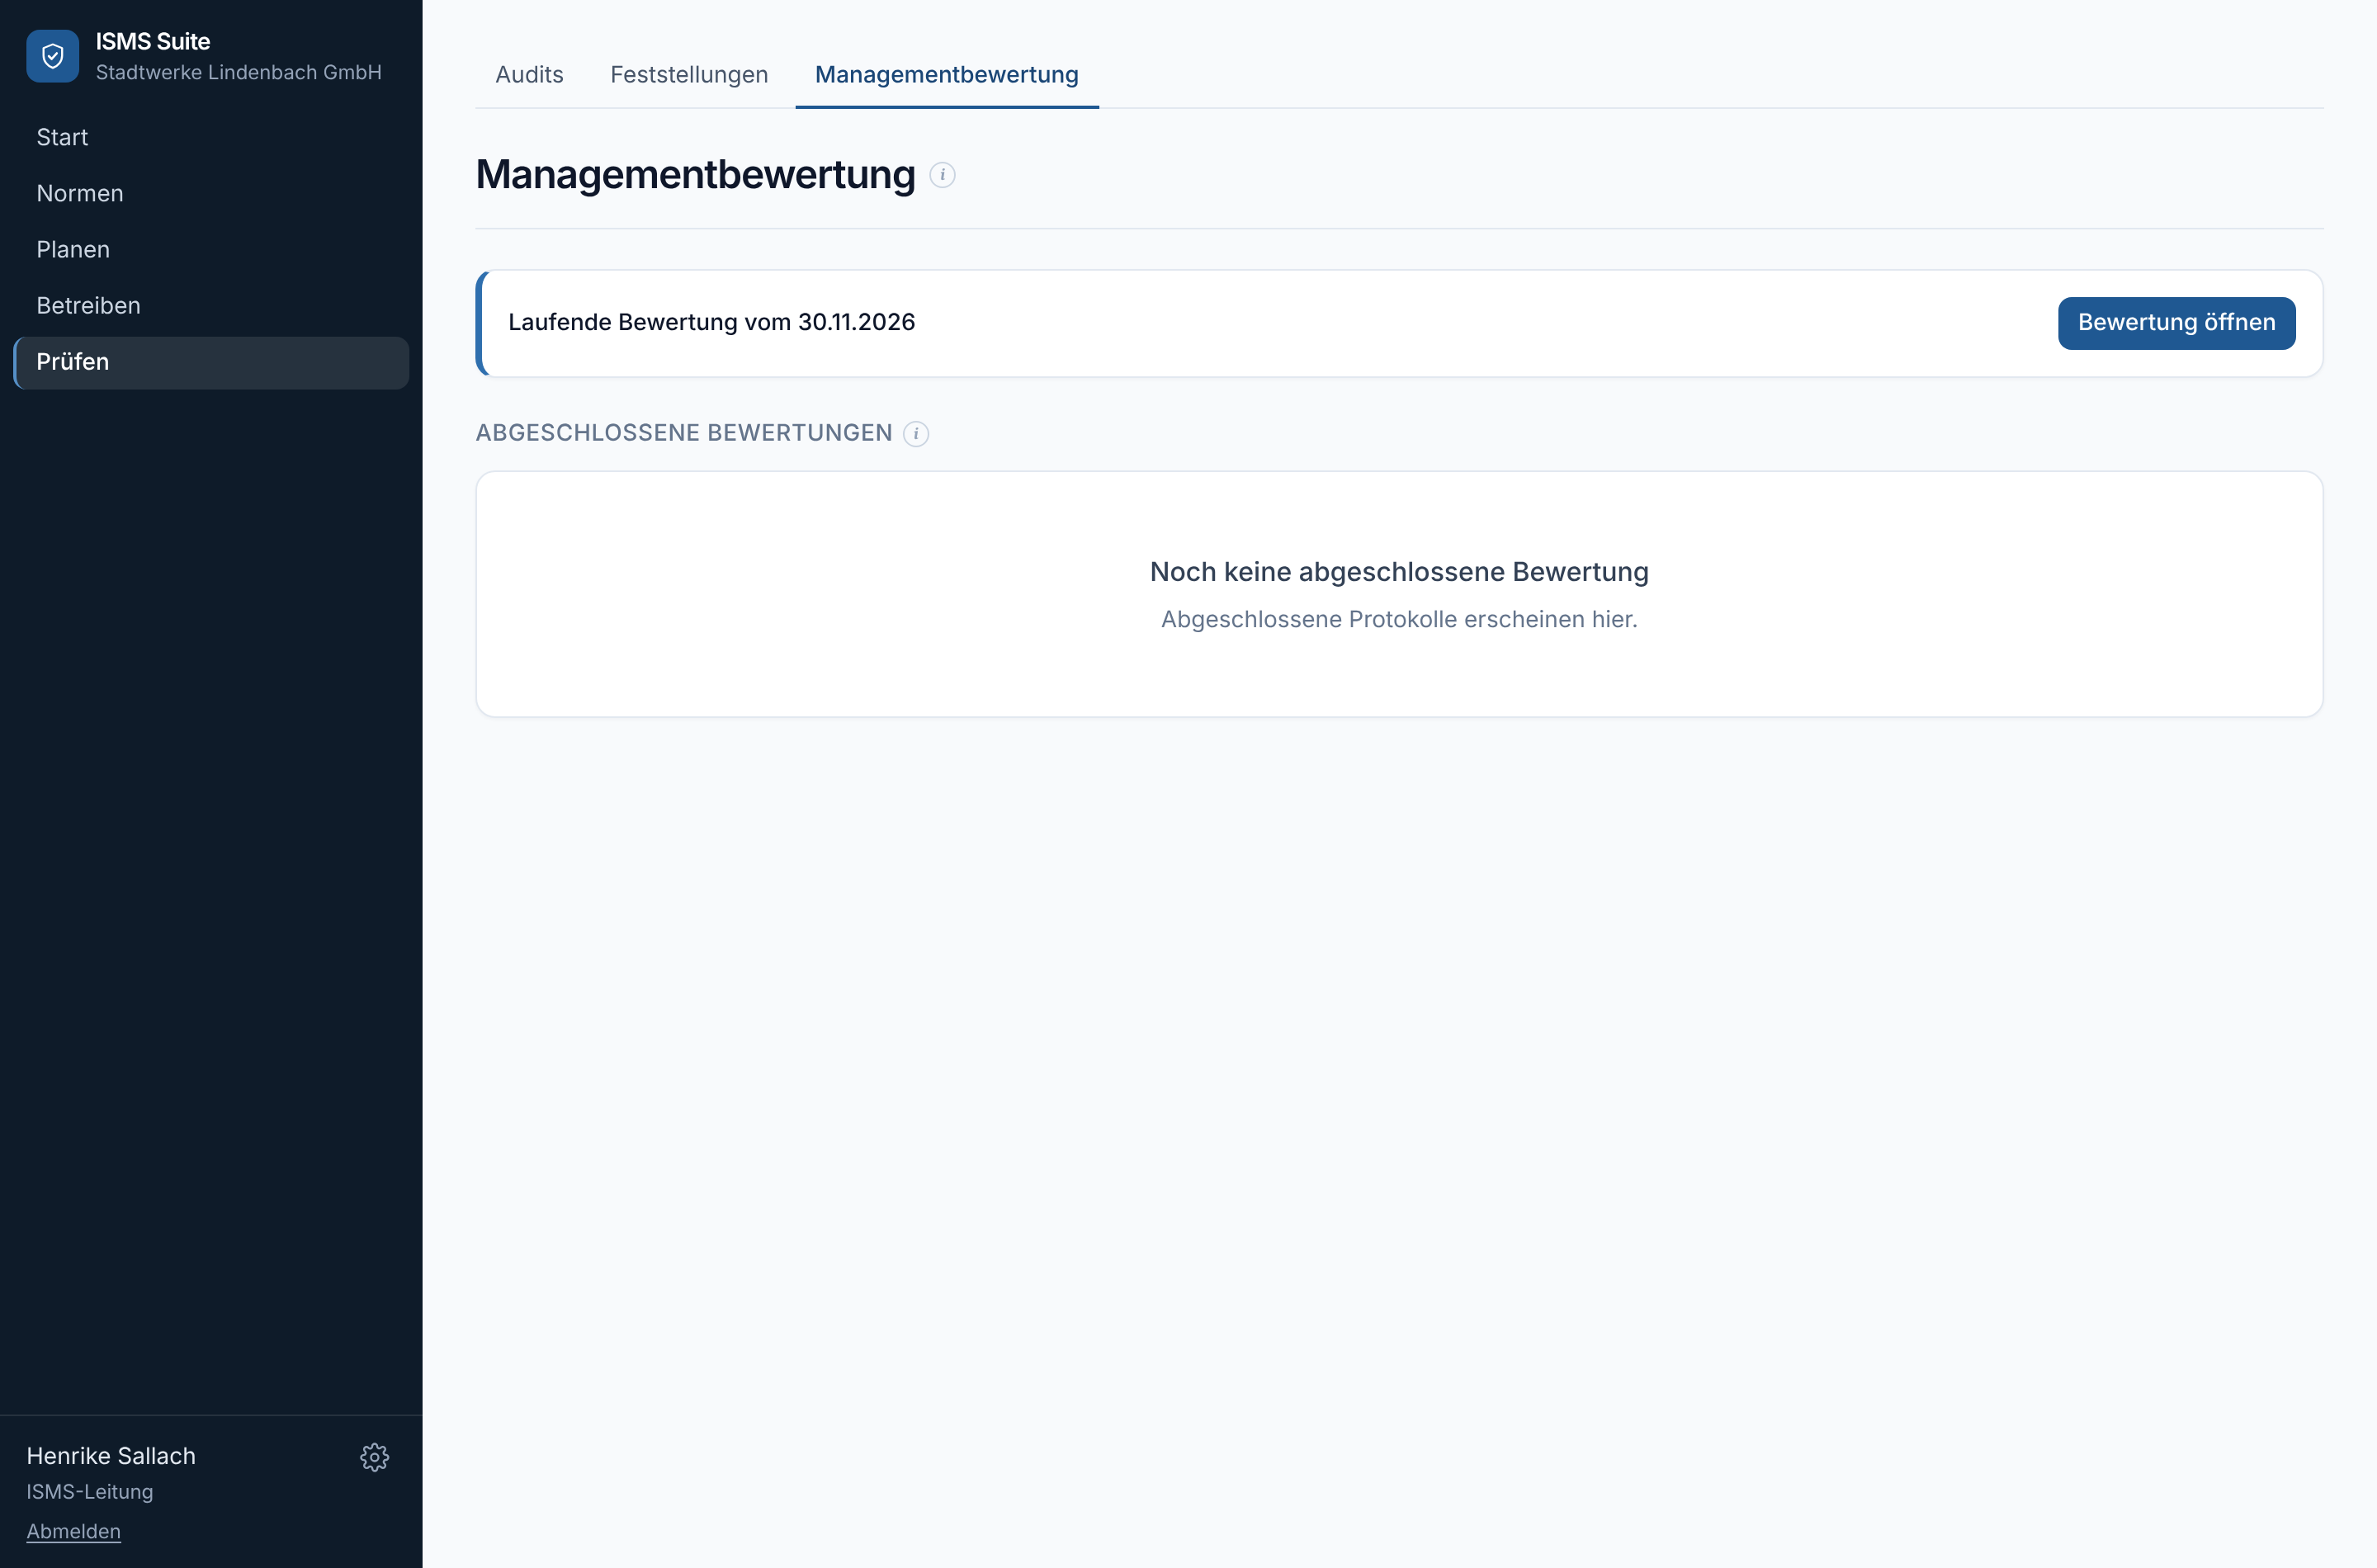 ISMS Suite
Stadtwerke Lindenbach GmbH
Start
Normen
Planen
Betreiben
Prüfen
Henrike Sallach
ISMS-Leitung
Abmelden
Audits
Feststellungen
Managementbewertung
Managementbewertung i
Laufende Bewertung vom 30.11.2026
Bewertung öffnen
ABGESCHLOSSENE BEWERTUNGEN i
Noch keine abgeschlossene Bewertung
Abgeschlossene Protokolle erscheinen hier.